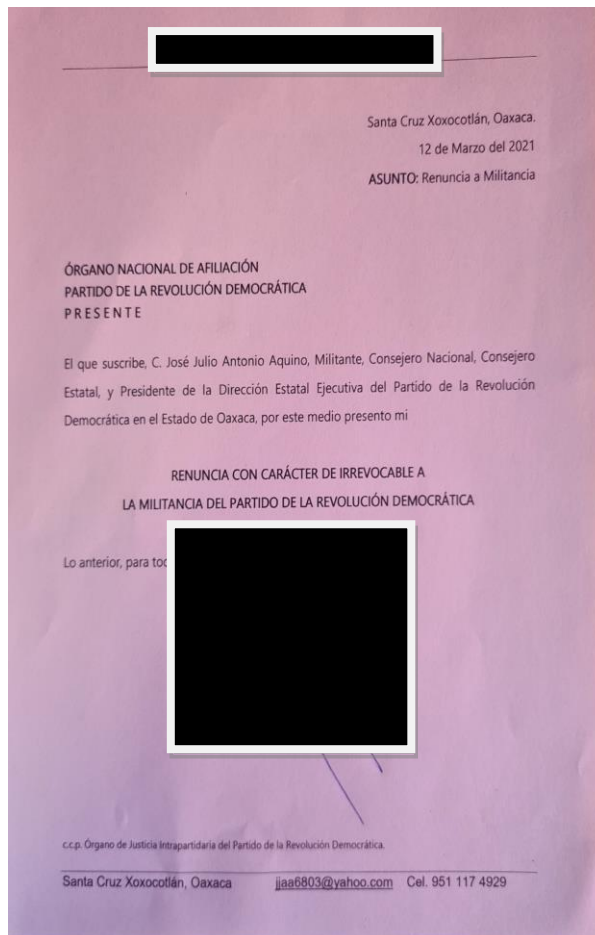 Santa Cruz Xoxocotlán, Oaxaca.
12 de Marzo del 2021
ASUNTO: Renuncia a Militancia
ÓRGANO NACIONAL DE AFILIACIÓN
PARTIDO DE LA REVOLUCIÓN DEMOCRÁTICA
P R E S E N T E
El que suscribe, C. José Julio Antonio Aquino, Militante, Consejero Nacional, Consejero
Estatal, y Presidente de la Dirección Estatal Ejecutiva del Partido de la Revolución
Democrática en el Estado de Oaxaca, por este medio presento mi
RENUNCIA CON CARÁCTER DE IRREVOCABLE A
LA MILITANCIA DEL PARTIDO DE LA REVOLUCIÓN DEMOCRÁTICA
Lo anterior, para
c.c.p. Órgano de Justicia Intrapartidaria del Partido de la Revolución Democrática.
Santa Cruz Xoxocotlán, Oaxaca jjaa6803@yahoo.com Cel. 951 117 4929